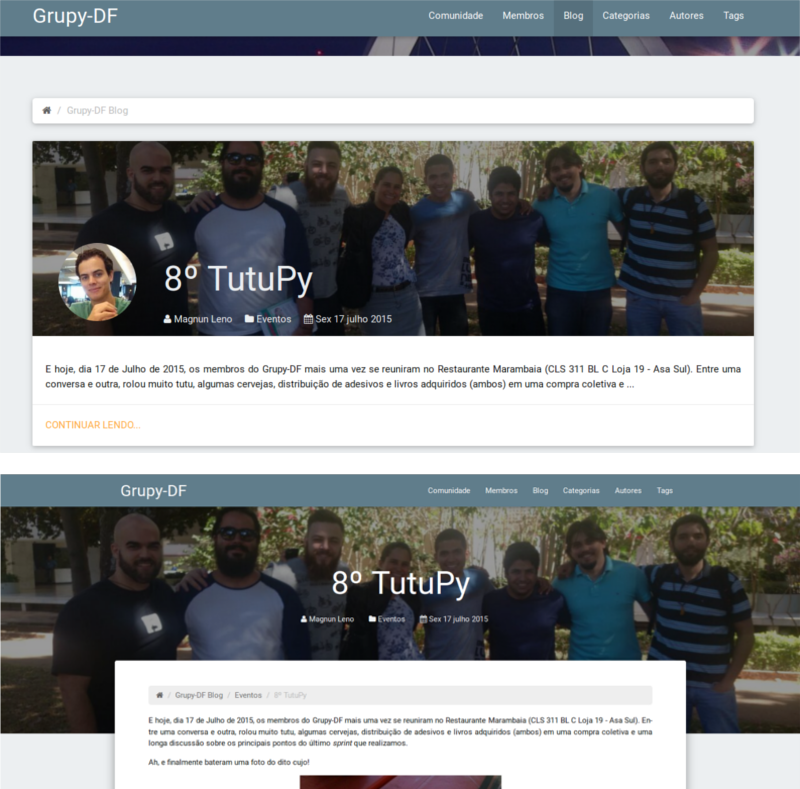 Grupy-DF Comunidade Membros Blog Categorias Autores Tags
/ Grupy-DF Blog
8º TutuPy
Magnun Leno Eventos Sex 17 julho 2015
E hoje, dia 17 de Julho de 2015, os membros do Grupy-DF mais uma vez se reuniram no Restaurante Marambaia (CLS 311 BL C Loja 19 - Asa Sul). Entre uma
conversa e outra, rolou muito tutu, algumas cervejas, distribuição de adesivos e livros adquiridos (ambos) em uma compra coletiva e ...
CONTINUAR LENDO...
Grupy-DF Comunidade Membros Blog Categorias Autores Tags
8º TutuPy
Magnun Leno Eventos Sex 17 julho 2015
/ Grupy-DF Blog / Eventos / 8º TutuPy
E hoje, dia 17 de Julho de 2015, os membros do Grupy-DF mais uma vez se reuniram no Restaurante Marambaia (CLS 311 BL C Loja 19 - Asa Sul). En-
tre uma conversa e outra, rolou muito tutu, algumas cervejas, distribuição de adesivos e livros adquiridos (ambos) em uma compra coletiva e uma
longa discussão sobre os principais pontos do último sprint que realizamos.
Ah, e finalmente bateram uma foto do dito cujo!